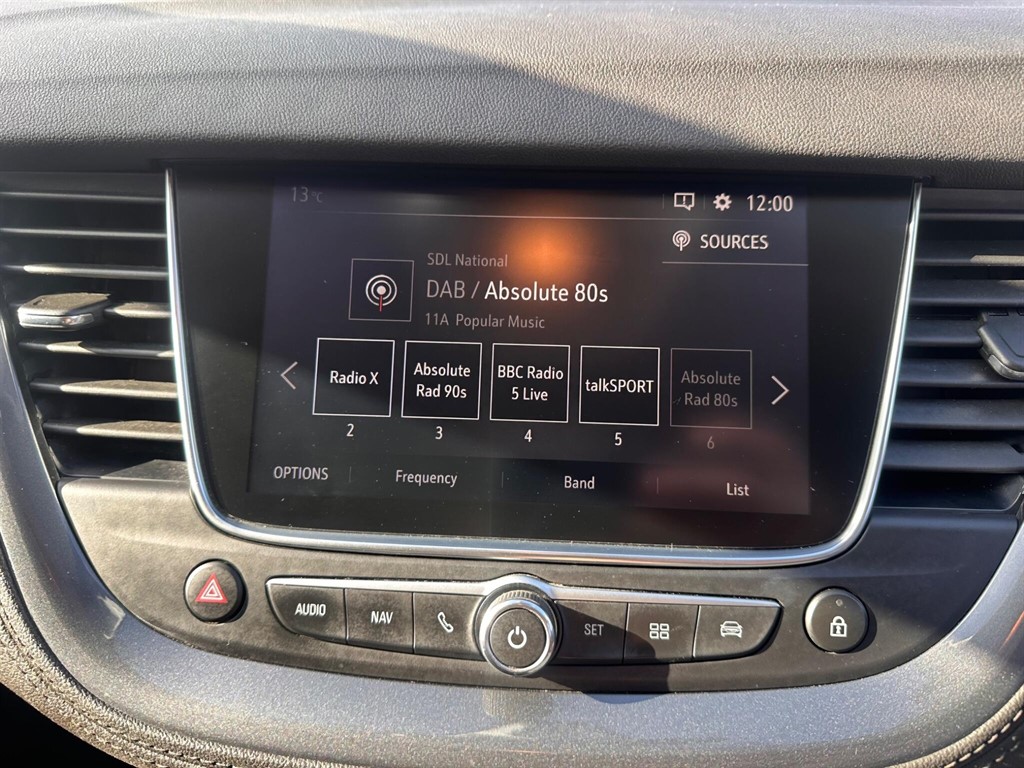 13°C
12:00
SOURCES
SDL National
DAB / Absolute 80s
11A Popular Music
Radio X
Absolute
Rad 90s
BBC Radio
5 Live
talkSPORT
Absolute
Rad 80s
2 3 4 5 6
OPTIONS Frequency Band List
AUDIO NAV SET